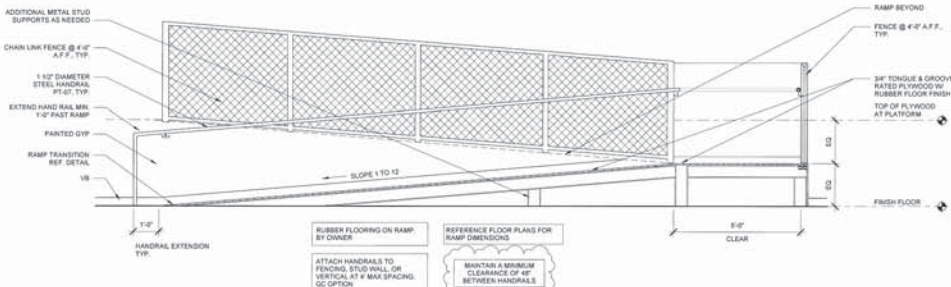 ADDITIONAL METAL STUD
SUPPORTS AS NEEDED
CHAIN LINK FENCE @ 4'-0"
A.F.F., TYP.
1 1/2" DIAMETER
STEEL HANDRAIL
PT-07, TYP.
EXTEND HAND RAIL MIN.
1'-0" PAST RAMP
PAINTED GYP
RAMP TRANSITION
REF. DETAIL
VB
SLOPE 1 TO 12
1'-0"
HANDRAIL EXTENSION
TYP.
RUBBER FLOORING ON RAMP
BY OWNER
ATTACH HANDRAILS TO
FENCING, STUD WALL, OR
VERTICAL AT 4' MAX SPACING,
GC OPTION
REFERENCE FLOOR PLANS FOR
RAMP DIMENSIONS
MAINTAIN A MINIMUM
CLEARANCE OF 48"
BETWEEN HANDRAILS
5'-0"
CLEAR
RAMP BEYOND
FENCE @ 4'-0" A.F.F.,
TYP.
3/4" TONGUE & GROOVE
RATED PLYWOOD W/
RUBBER FLOOR FINISH
TOP OF PLYWOOD
AT PLATFORM
EQ
EQ
FINISH FLOOR